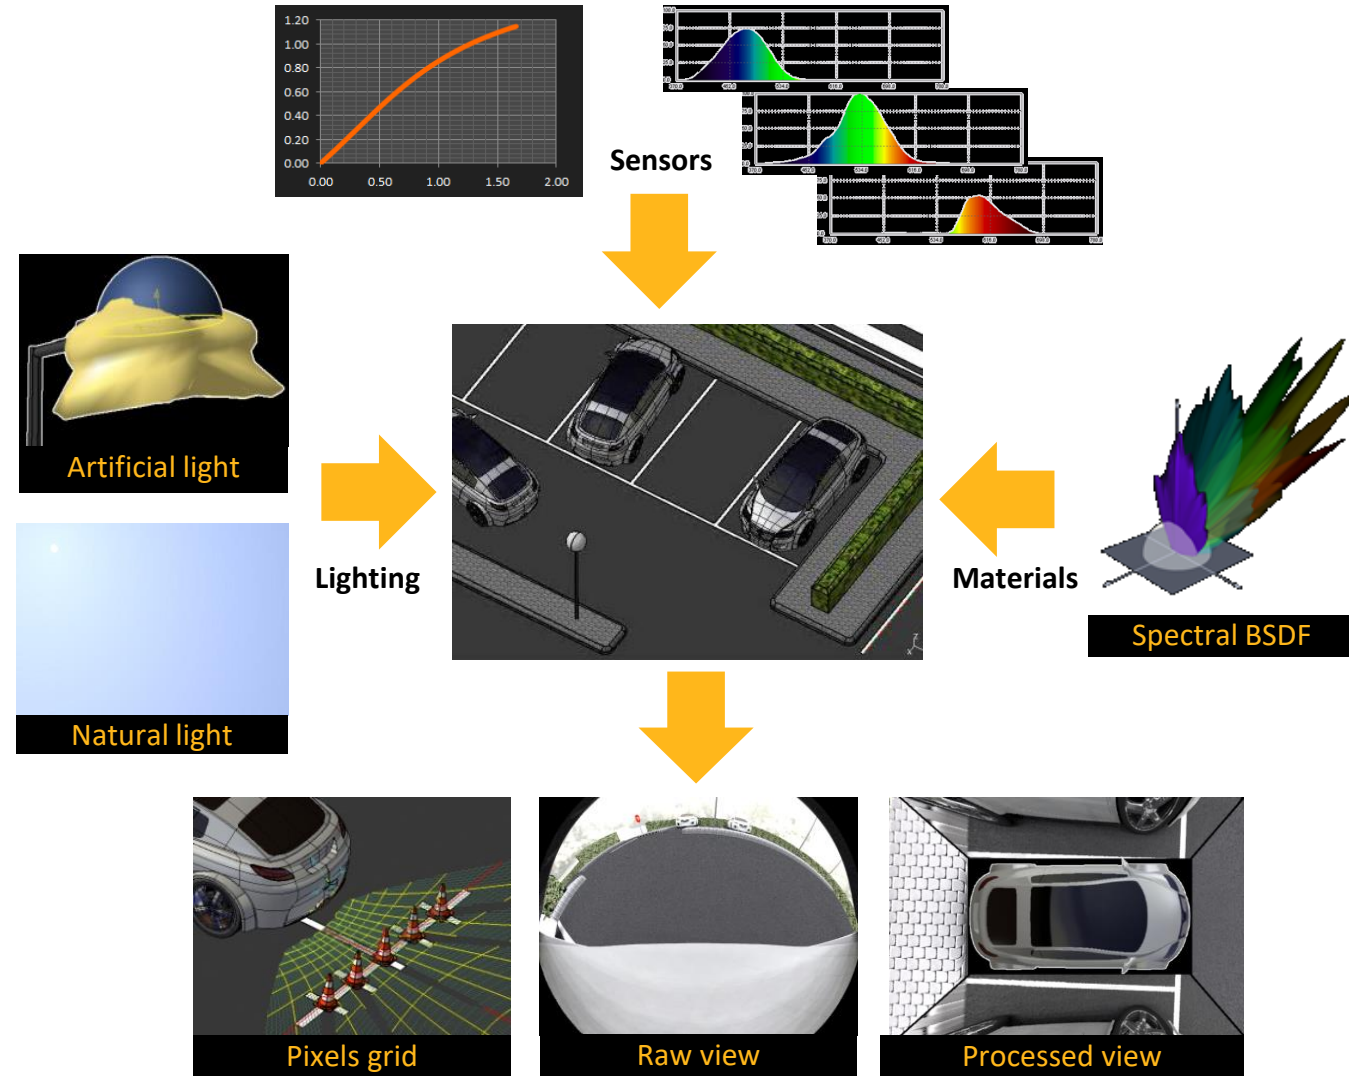 1.20
1.00
0.80
0.60
0.40
0.20
0.00
0.00 0.50 1.00 1.50 2.00
Sensors
Artificial light
Natural light
Lighting
Materials
Spectral BSDF
Z
X
Pixels grid
Raw view
Processed view